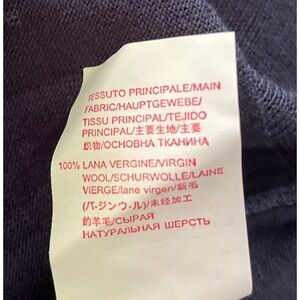 TESSUTO PRINCIPALE/MAIN
FABRIC/HAUPTGEWEBE/
TISSU PRINCIPAL/TEJIDO
PRINCIPAL/主要生地/主要
织物/ОСНОВНА ТКАНИНА
100% LANA VERGINE/VIRGIN
WOOL/SCHURWOLLE/LAINE
VIERGE/lana virgen/新毛
(バージンウール)/未经加工
的羊毛/СЫРАЯ
НАТУРАЛЬНАЯ ШЕРСТЬ